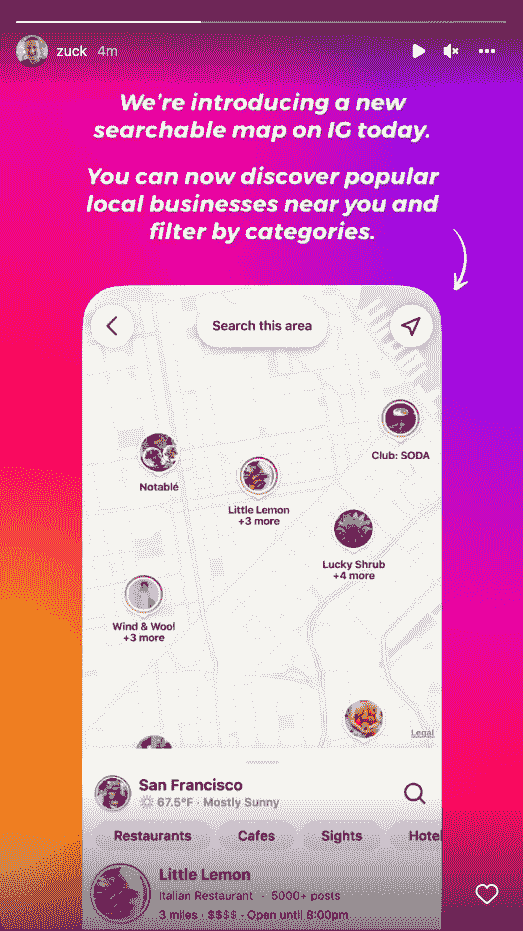 zuck 4m
We're introducing a new
searchable map on IG today.
You can now discover popular
local businesses near you and
filter by categories.
Search this area
Club: SODA
Notablé
Little Lemon
+3 more
Lucky Shrub
+4 more
Wind & Wool
+3 more
Legal
San Francisco
67.5°F · Mostly Sunny
Restaurants Cafes Sights Hotel
Little Lemon
Italian Restaurant · 5000+ posts
3 miles · $$$$ · Open until 8:00pm